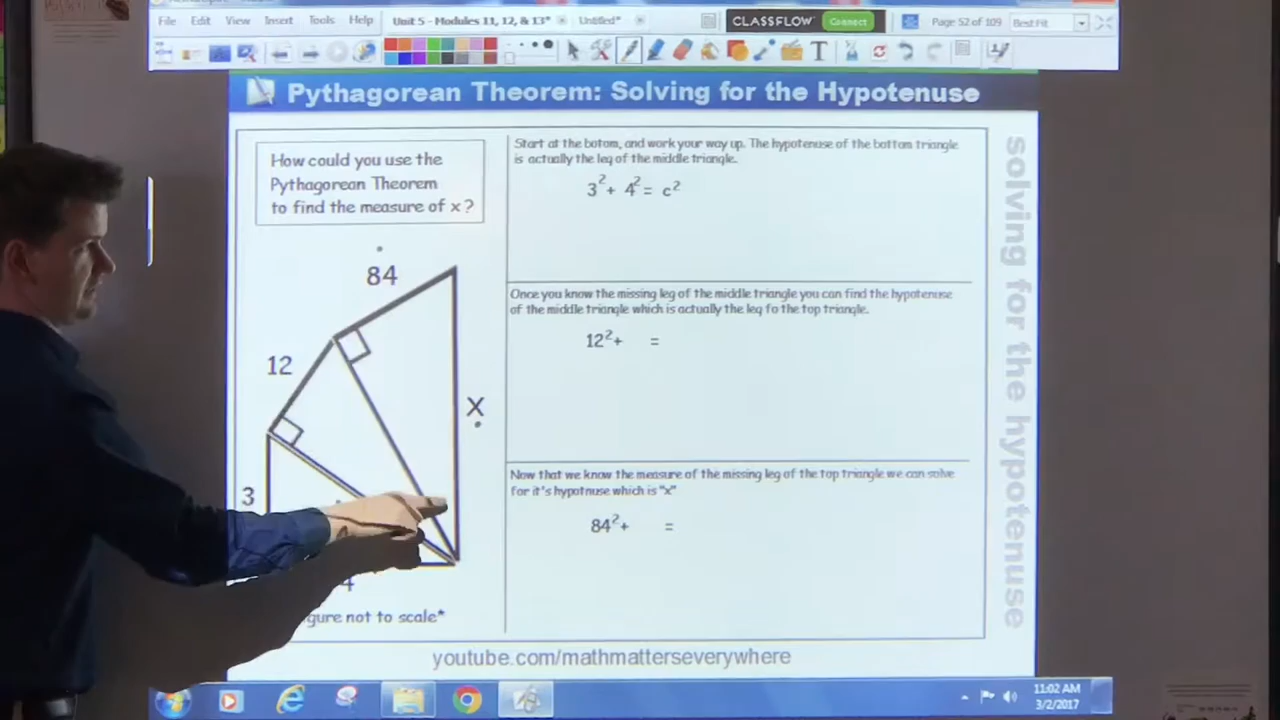 File Edit View Insert Tools Help Unit 5 - Modules 11, 12, & 13* Untitled* CLASSFLOW Connect Page 52 of 109 Best Fit
T
Pythagorean Theorem: Solving for the Hypotenuse
How could you use the
Pythagorean Theorem
to find the measure of x?
84
12
x
3
4
gure not to scale*
Start at the botom, and work your way up. The hypotenuse of the bottom triangle
is actually the leg of the middle triangle.
3²+ 4²= c²
Once you know the missing leg of the middle triangle you can find the hypotenuse
of the middle triangle which is actually the leg fo the top triangle.
12²+ =
Now that we know the measure of the missing leg of the top triangle we can solve
for it's hypotnuse which is "x"
84²+ =
solving for the hypotenuse
youtube.com/mathmatterseverywhere
11:02 AM
3/2/2017